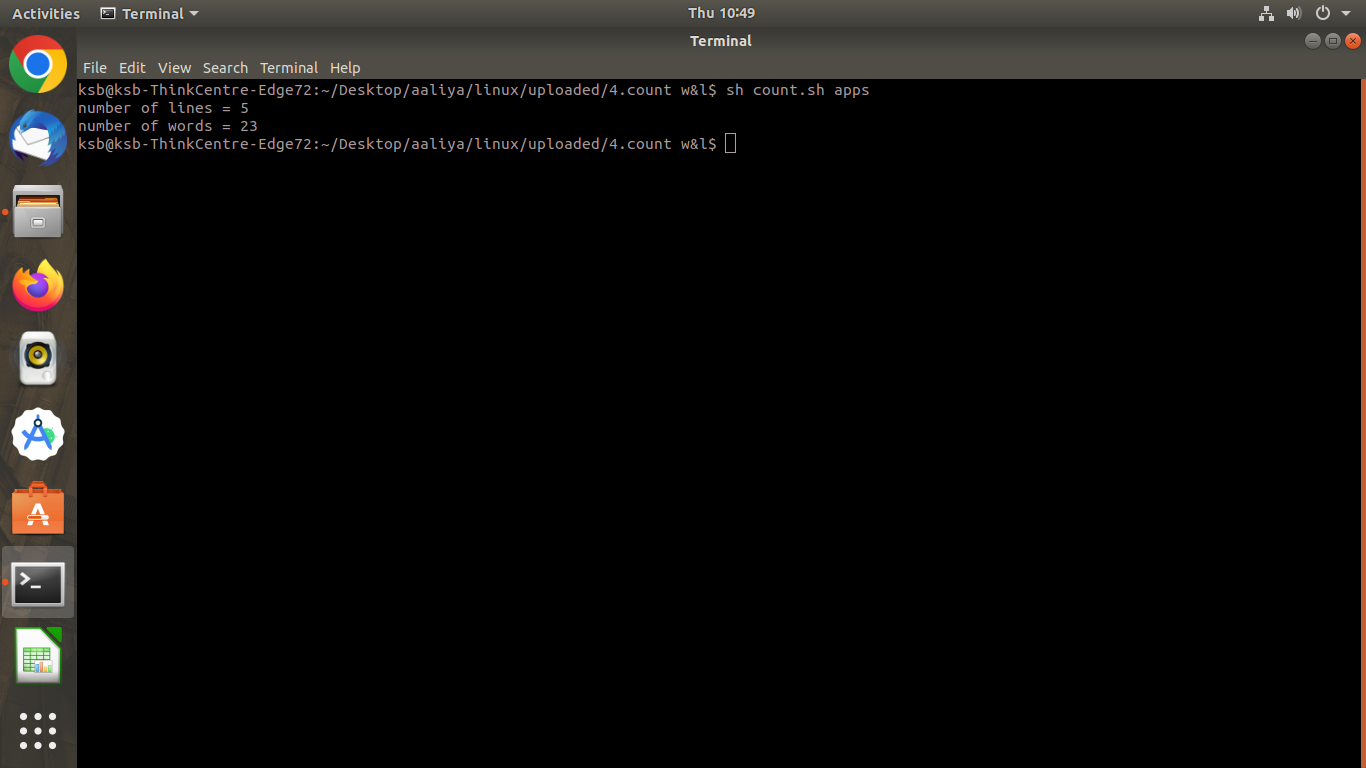 Activities Terminal Thu 10:49
Terminal
File Edit View Search Terminal Help
ksb@ksb-ThinkCentre-Edge72:~/Desktop/aaliya/linux/uploaded/4.count w&l$ sh count.sh apps
number of lines = 5
number of words = 23
ksb@ksb-ThinkCentre-Edge72:~/Desktop/aaliya/linux/uploaded/4.count w&l$